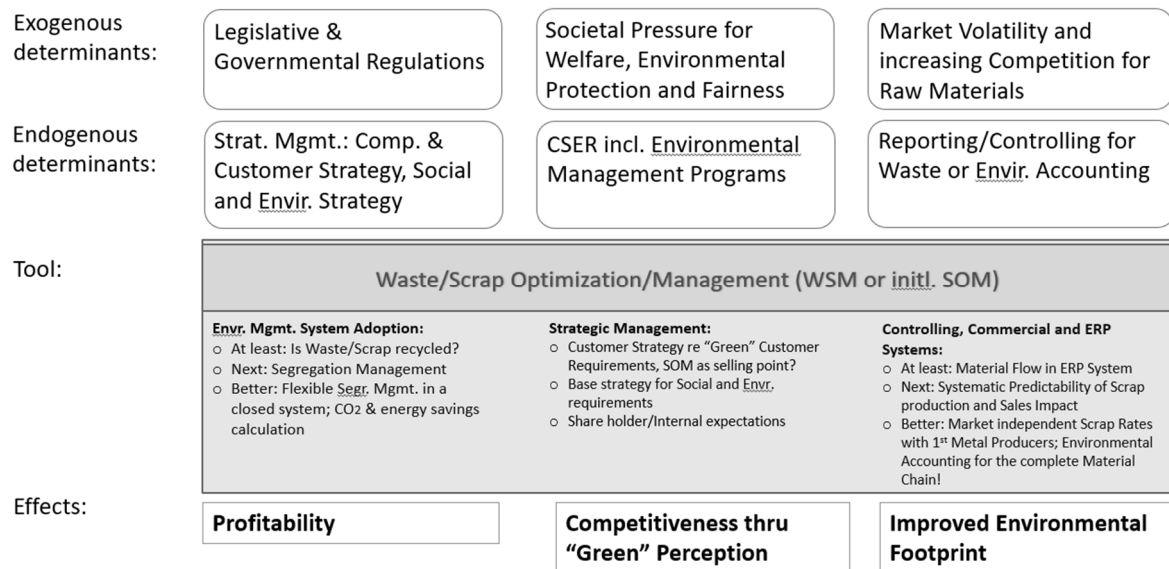 Exogenous
determinants:
Legislative &
Governmental Regulations
Societal Pressure for
Welfare, Environmental
Protection and Fairness
Market Volatility and
increasing Competition for
Raw Materials
Endogenous
determinants:
Strat. Mgmt.: Comp. &
Customer Strategy, Social
and Envir. Strategy
CSER incl. Environmental
Management Programs
Reporting/Controlling for
Waste or Envir. Accounting
Tool:
Waste/Scrap Optimization/Management (WSM or initl. SOM)
Envr. Mgmt. System Adoption:
o At least: Is Waste/Scrap recycled?
o Next: Segregation Management
o Better: Flexible Segr. Mgmt. in a
closed system; CO2 & energy savings
calculation
Strategic Management:
o Customer Strategy re “Green” Customer
Requirements, SOM as selling point?
o Base strategy for Social and Envr.
requirements
o Share holder/Internal expectations
Controlling, Commercial and ERP
Systems:
o At least: Material Flow in ERP System
o Next: Systematic Predictability of Scrap
production and Sales Impact
o Better: Market independent Scrap Rates
with 1st Metal Producers; Environmental
Accounting for the complete Material
Chain!
Effects:
Profitability
Competitiveness thru
“Green” Perception
Improved Environmental
Footprint